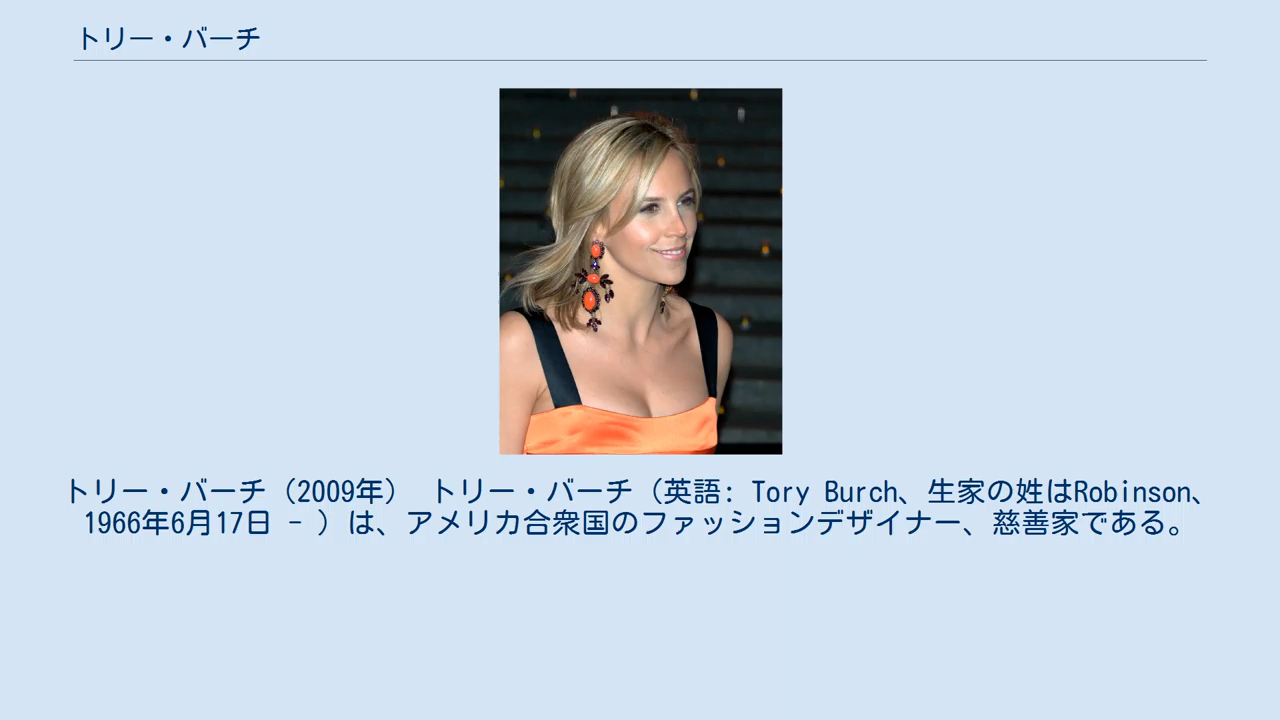 トリー・バーチ
トリー・バーチ（2009年） トリー・バーチ（英語: Tory Burch、生家の姓はRobinson、
1966年6月17日 - ）は、アメリカ合衆国のファッションデザイナー、慈善家である。